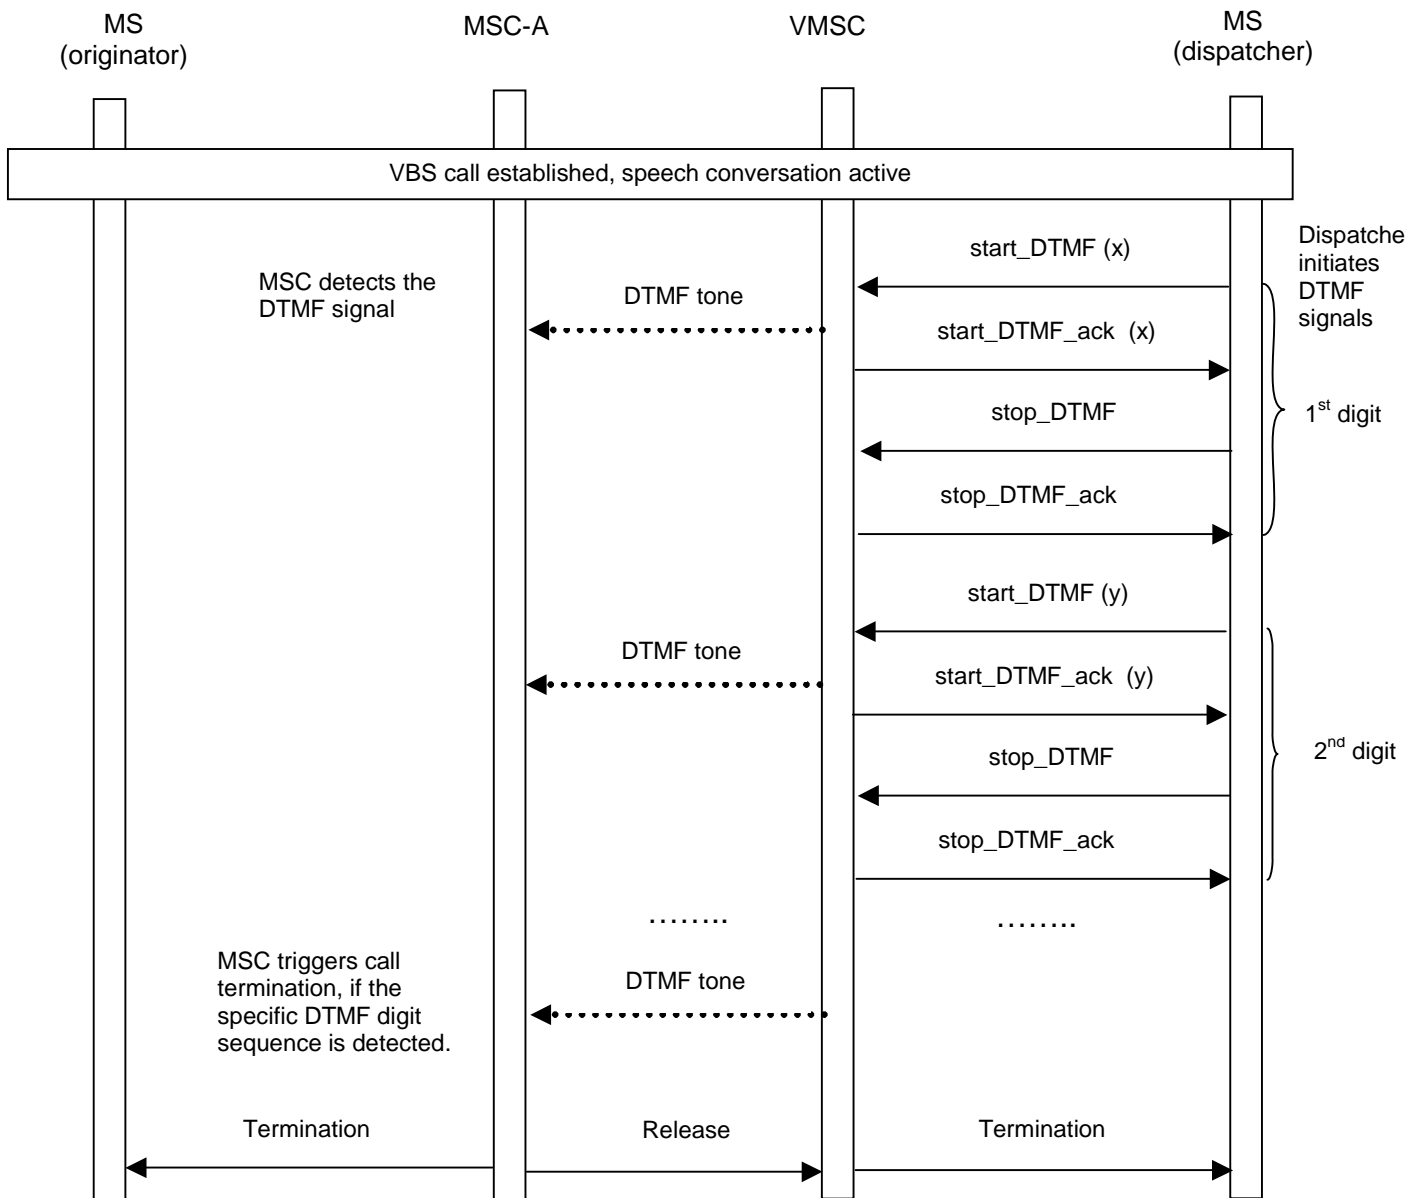 MS
(originator)
MSC-A
VMSC
MS
(dispatcher)
VBS call established, speech conversation active
start_DTMF (x)
Dispatche
initiates
DTMF
signals
MSC detects the
DTMF signal
DTMF tone
start_DTMF_ack (x)
stop_DTMF
1st digit
stop_DTMF_ack
start_DTMF (y)
DTMF tone
start_DTMF_ack (y)
stop_DTMF
2nd digit
stop_DTMF_ack
........
........
MSC triggers call
termination, if the
specific DTMF digit
sequence is detected.
DTMF tone
Termination
Release
Termination